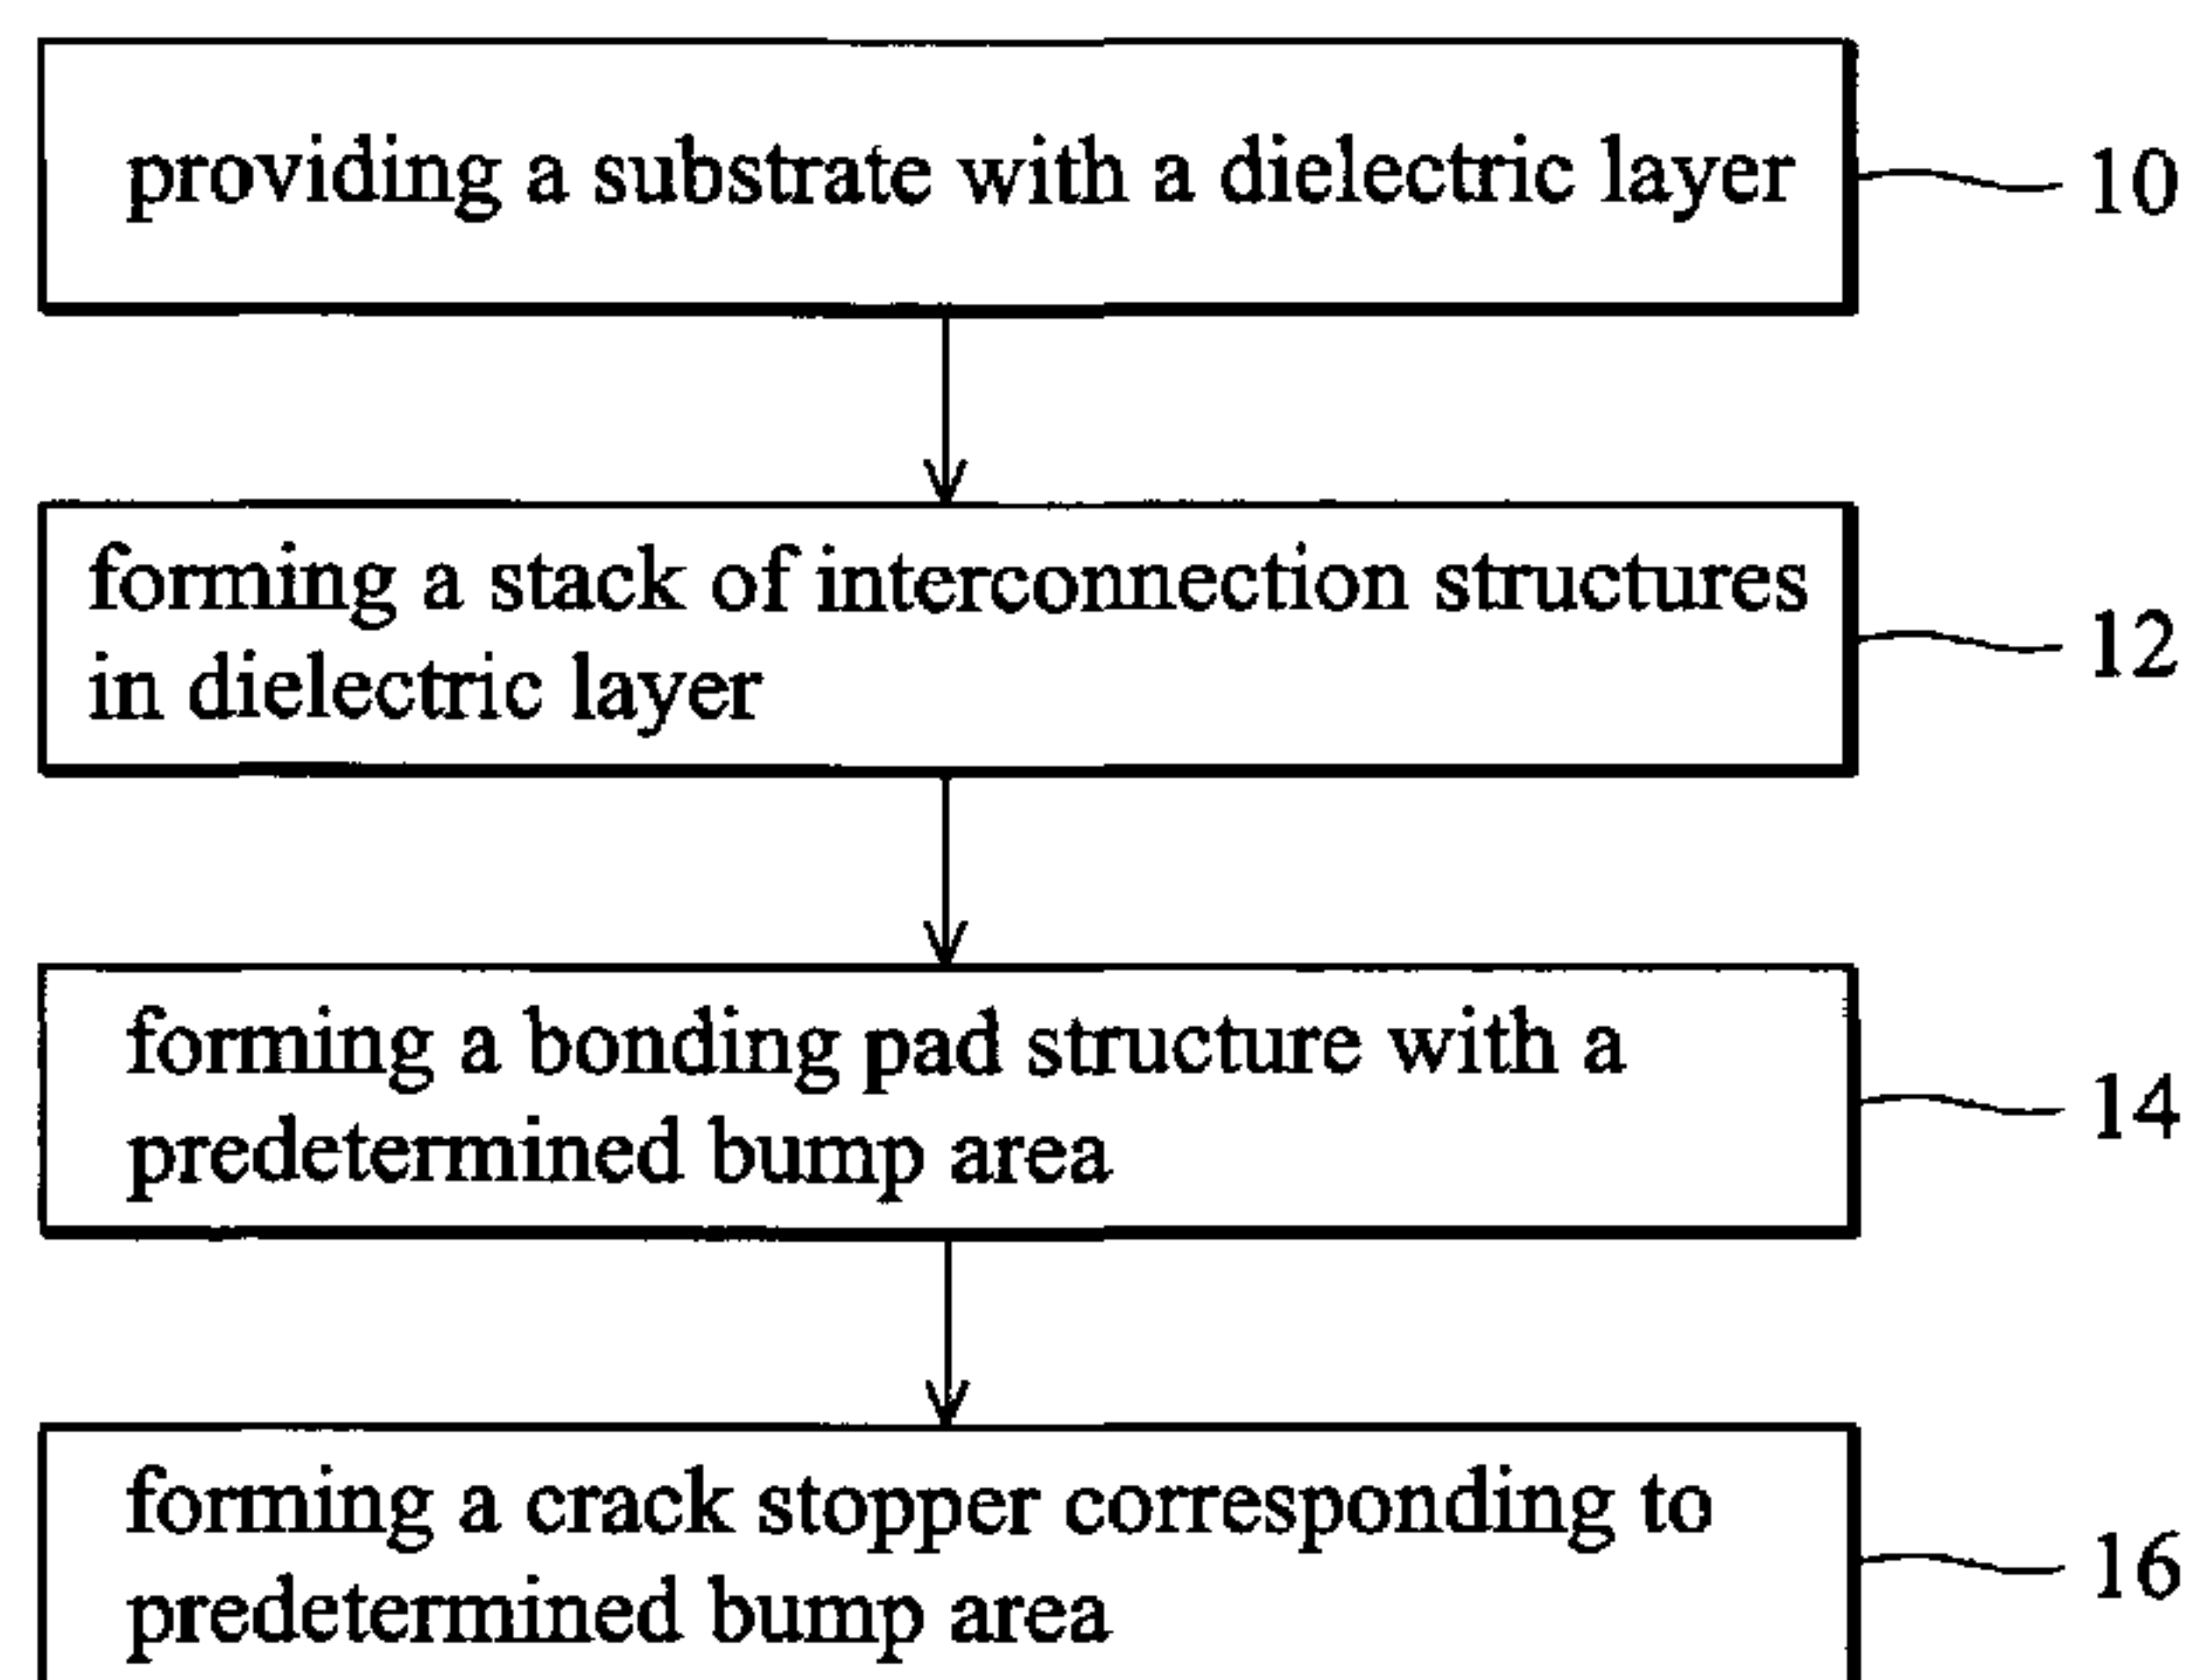 providing a substrate with a dielectric layer
10
forming a stack of interconnection structures
in dielectric layer
12
forming a bonding pad structure with a
predetermined bump area
14
forming a crack stopper corresponding to
predetermined bump area
16